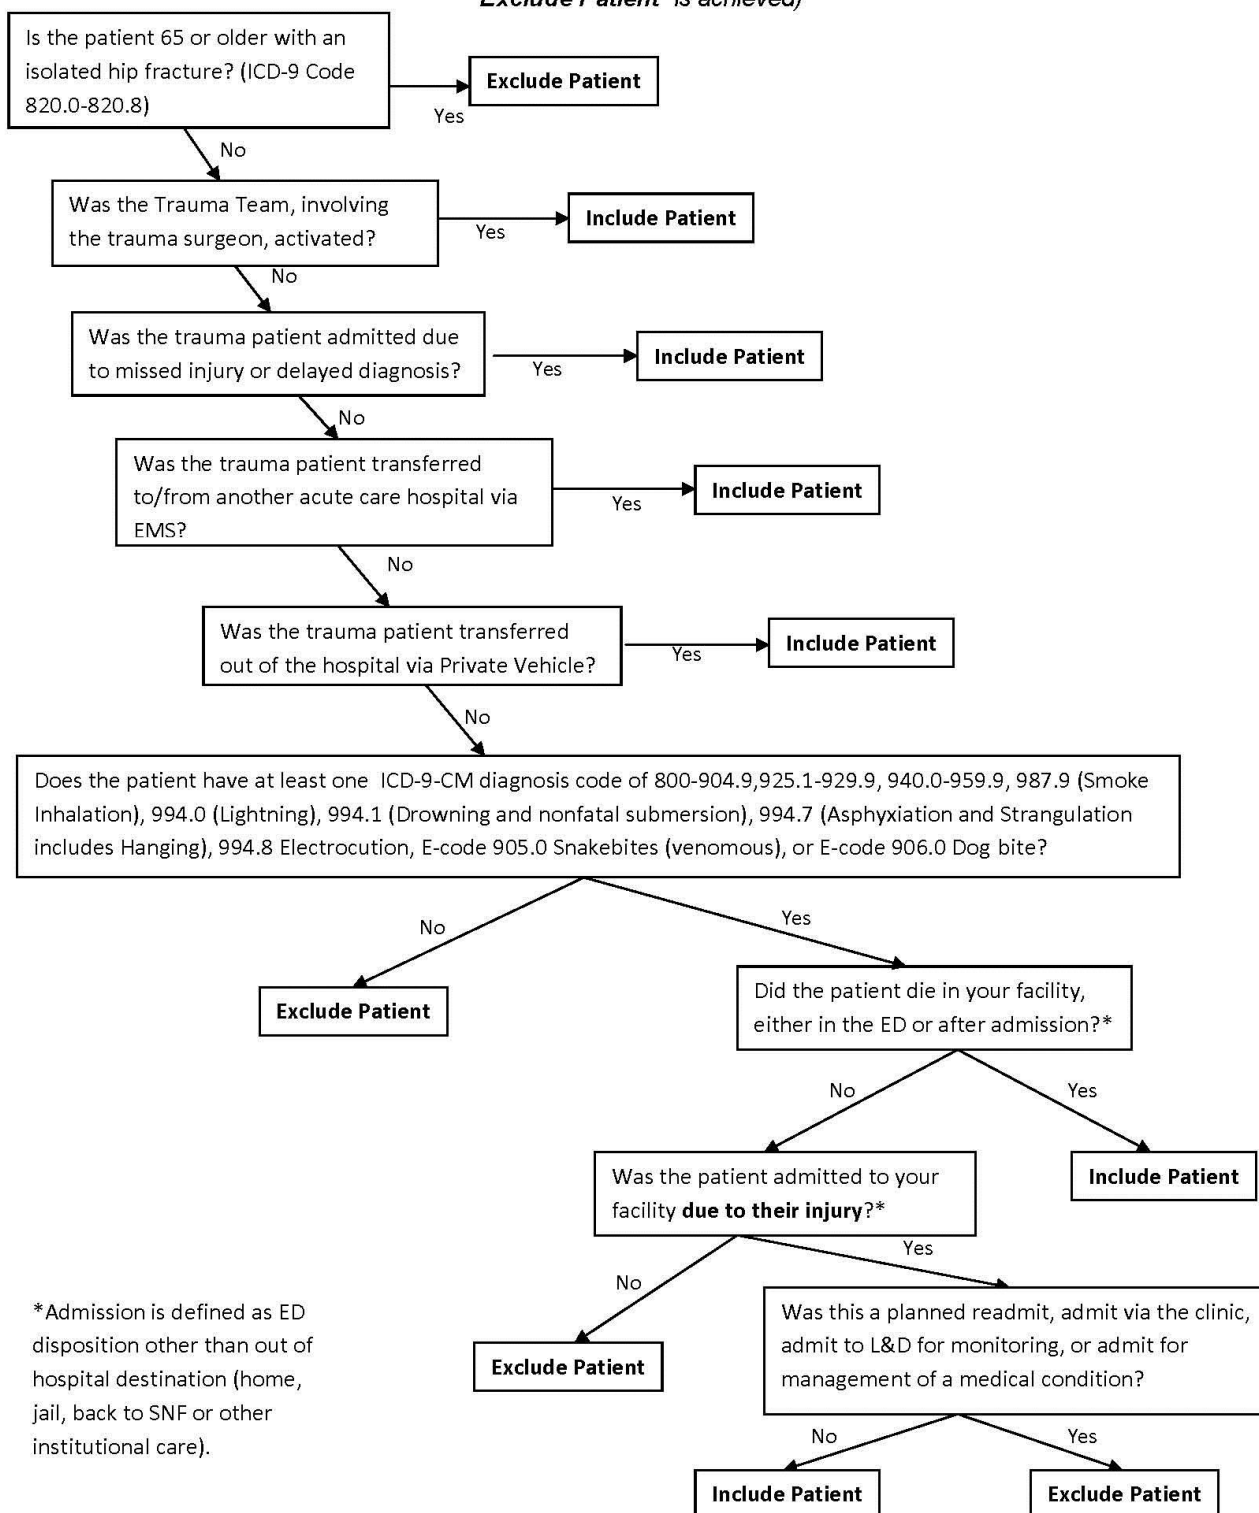 Exclude Patient" is achieved)
Is the patient 65 or older with an
isolated hip fracture? (ICD-9 Code
820.0-820.8)
Exclude Patient
Yes
No
Was the Trauma Team, involving
the trauma surgeon, activated?
Yes
Include Patient
No
Was the trauma patient admitted due
to missed injury or delayed diagnosis?
Yes
Include Patient
No
Was the trauma patient transferred
to/from another acute care hospital via
EMS?
Yes
Include Patient
No
Was the trauma patient transferred
out of the hospital via Private Vehicle?
Yes
Include Patient
No
Does the patient have at least one ICD-9-CM diagnosis code of 800-904.9,925.1-929.9, 940.0-959.9, 987.9 (Smoke
Inhalation), 994.0 (Lightning), 994.1 (Drowning and nonfatal submersion), 994.7 (Asphyxiation and Strangulation
includes Hanging), 994.8 Electrocution, E-code 905.0 Snakebites (venomous), or E-code 906.0 Dog bite?
No
Yes
Exclude Patient
Did the patient die in your facility,
either in the ED or after admission?*
No
Yes
Was the patient admitted to your
facility due to their injury?*
Include Patient
No
Yes
*Admission is defined as ED
disposition other than out of
hospital destination (home,
jail, back to SNF or other
institutional care).
Exclude Patient
Was this a planned readmit, admit via the clinic,
admit to L&D for monitoring, or admit for
management of a medical condition?
No
Yes
Include Patient
Exclude Patient